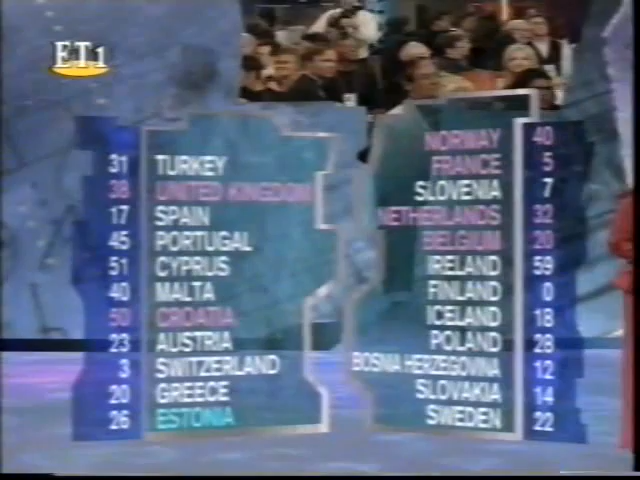 ET1
31 TURKEY
38 UNITED KINGDOM
17 SPAIN
45 PORTUGAL
51 CYPRUS
40 MALTA
50 CROATIA
23 AUSTRIA
3 SWITZERLAND
20 GREECE
26 ESTONIA
NORWAY 40
FRANCE 5
SLOVENIA 7
NETHERLANDS 32
BELGIUM 20
IRELAND 59
FINLAND 0
ICELAND 18
POLAND 28
BOSNIA HERZEGOVINA 12
SLOVAKIA 14
SWEDEN 22